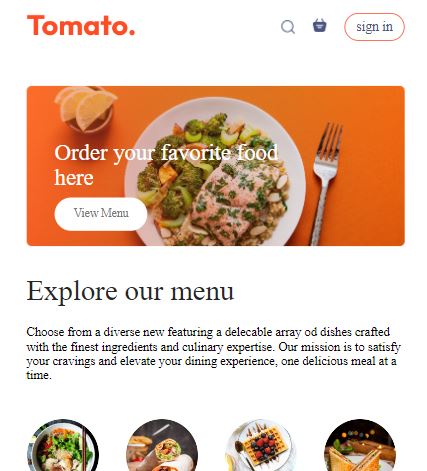 Tomato.
sign in
Order your favorite food
here
View Menu
Explore our menu
Choose from a diverse new featuring a delecable array od dishes crafted
with the finest ingredients and culinary expertise. Our mission is to satisfy
your cravings and elevate your dining experience, one delicious meal at a
time.